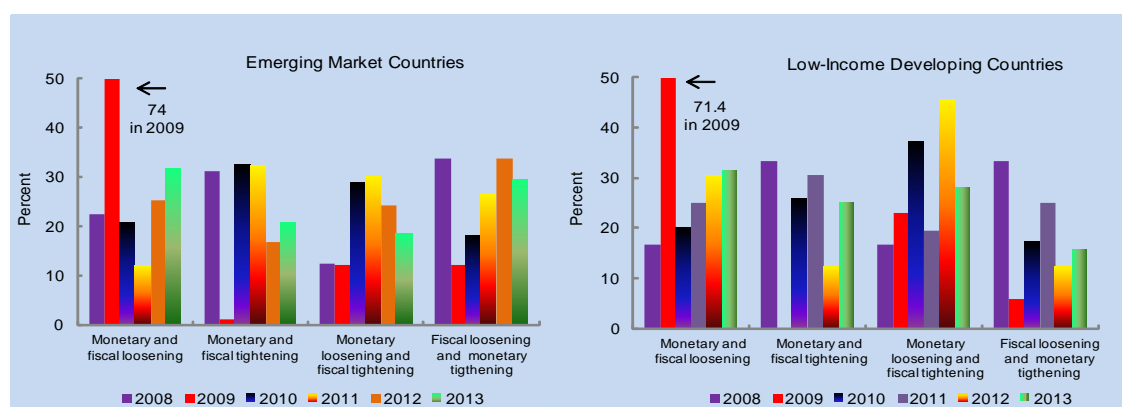 Emerging Market Countries
50
40
30
20
10
0
Percent
74
in 2009
Monetary and
fiscal loosening
Monetary and
fiscal tightening
Monetary
loosening and
fiscal tightening
Fiscal loosening
and monetary
tigthening
2008 2009 2010 2011 2012 2013
Low-Income Developing Countries
50
40
30
20
10
0
Percent
71.4
in 2009
Monetary and
fiscal loosening
Monetary and
fiscal tightening
Monetary
loosening and
fiscal tightening
Fiscal loosening
and monetary
tigthening
2008 2009 2010 2011 2012 2013